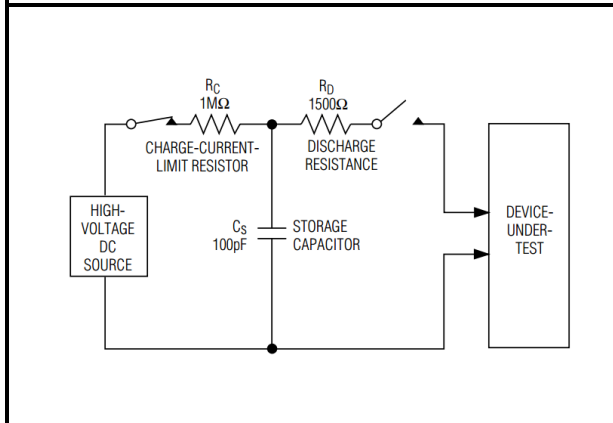 RC
1MΩ
CHARGE-CURRENT-
LIMIT RESISTOR
RD
1500Ω
DISCHARGE
RESISTANCE
HIGH-
VOLTAGE
DC
SOURCE
CS
100pF
STORAGE
CAPACITOR
DEVICE-
UNDER-
TEST